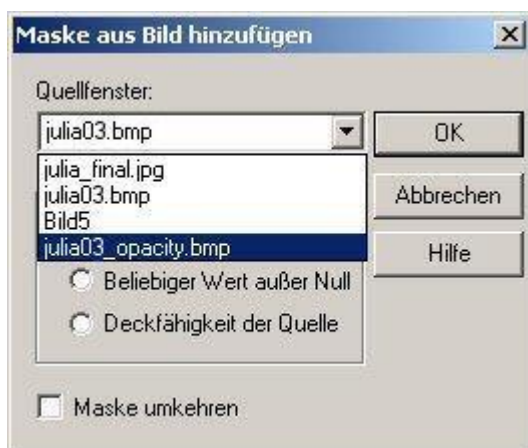 Maske aus Bild hinzufügen
Quellfenster:
julia03.bmp
OK
julia_final.jpg
julia03.bmp
Abbrechen
Bild5
julia03_opacity.bmp
Hilfe
Beliebiger Wert außer Null
Deckfähigkeit der Quelle
Maske umkehren